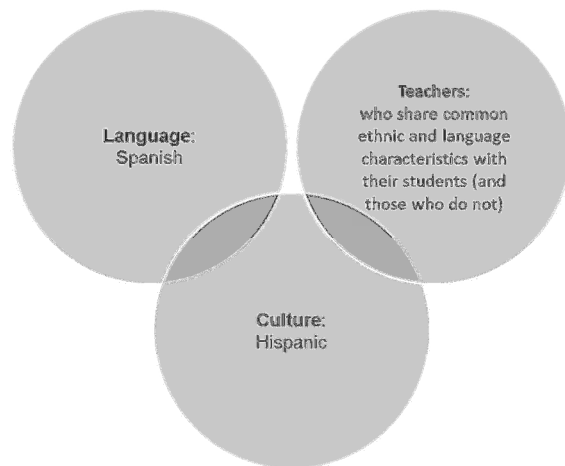 Language:
Spanish
Teachers:
who share common
ethnic and language
characteristics with
their students (and
those who do not)
Culture:
Hispanic